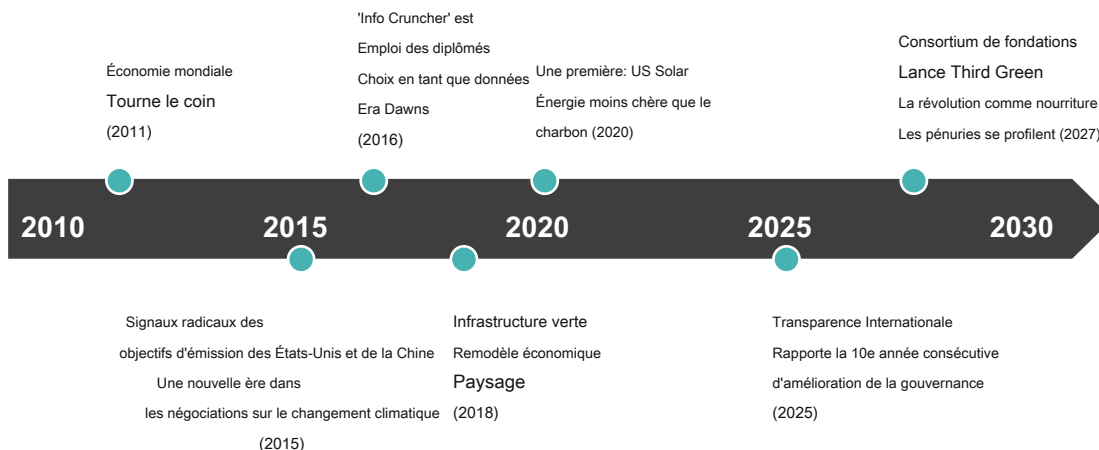 Économie mondiale
Tourne le coin
(2011)
'Info Cruncher' est
Emploi des diplômés
Choix en tant que données
Era Dawns
(2016)
Une première: US Solar
Énergie moins chère que le
charbon (2020)
Consortium de fondations
Lance Third Green
La révolution comme nourriture
Les pénuries se profilent (2027)
2010
2015
2020
2025
2030
Signaux radicaux des
objectifs d'émission des États-Unis et de la Chine
Une nouvelle ère dans
les négociations sur le changement climatique
(2015)
Infrastructure verte
Remodèle économique
Paysage
(2018)
Transparence Internationale
Rapporte la 10e année consécutive
d'amélioration de la gouvernance
(2025)